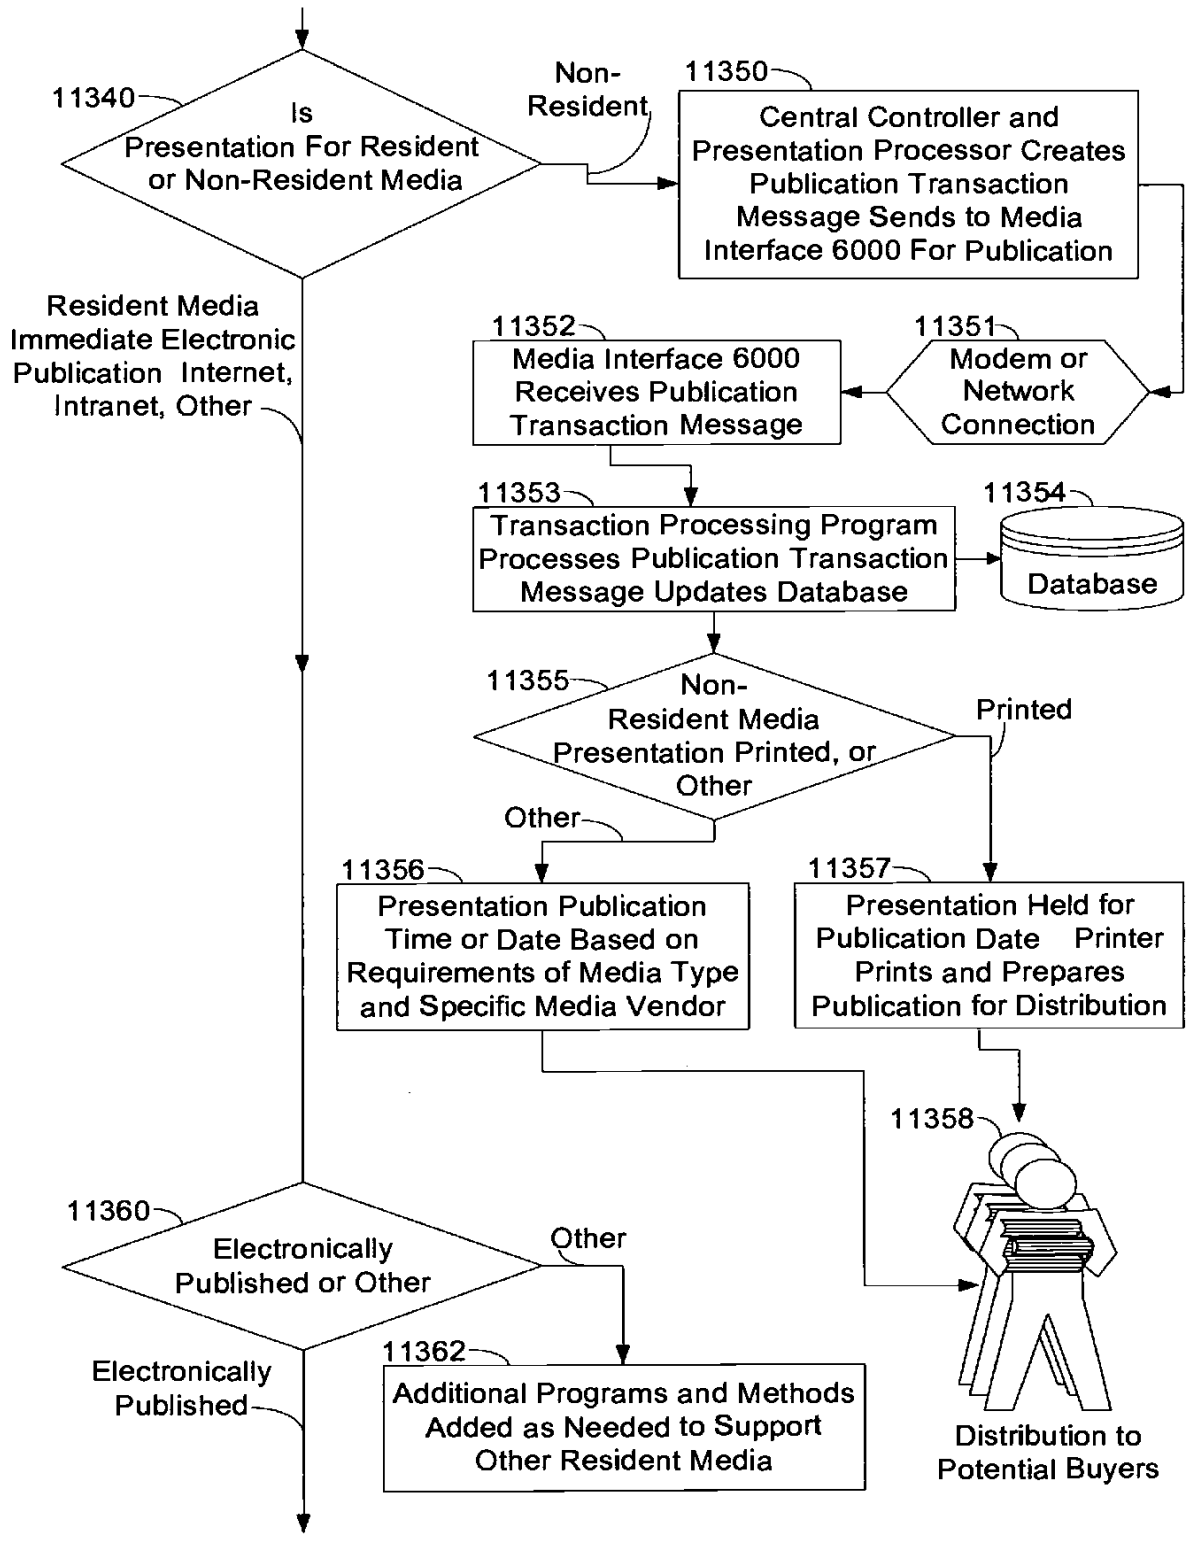 11340
Is
Presentation For Resident
or Non-Resident Media
Non-
Resident
11350
Central Controller and
Presentation Processor Creates
Publication Transaction
Message Sends to Media
Interface 6000 For Publication
Resident Media
Immediate Electronic
Publication Internet,
Intranet, Other
11352
Media Interface 6000
Receives Publication
Transaction Message
11351
Modem or
Network
Connection
11353
Transaction Processing Program
Processes Publication Transaction
Message Updates Database
11354
Database
11355
Non-
Resident Media
Presentation Printed, or
Other
Printed
Other
11356
Presentation Publication
Time or Date Based on
Requirements of Media Type
and Specific Media Vendor
11357
Presentation Held for
Publication Date Printer
Prints and Prepares
Publication for Distribution
11358
Distribution to
Potential Buyers
11360
Electronically
Published or Other
Other
Electronically
Published
11362
Additional Programs and Methods
Added as Needed to Support
Other Resident Media